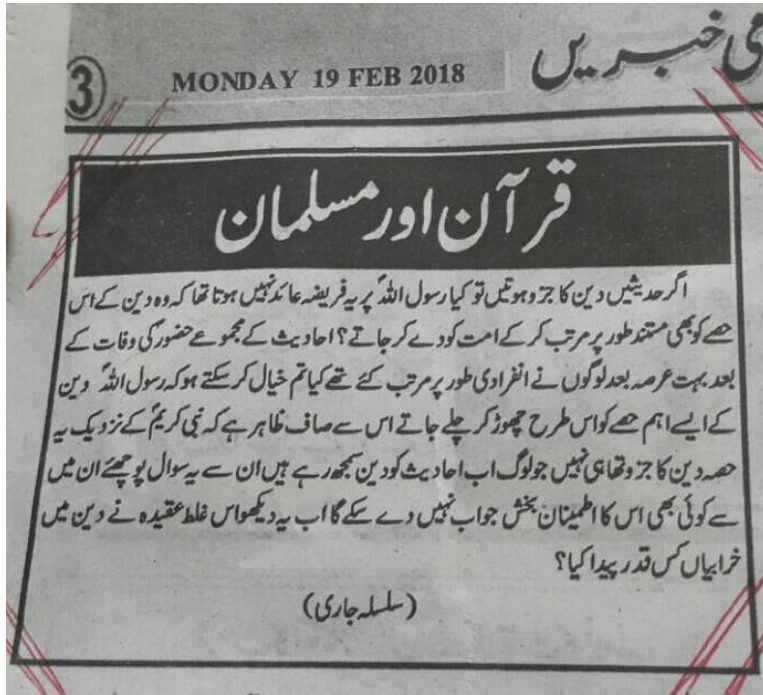 می خبریں
3
MONDAY 19 FEB 2018
قرآن اور مسلمان
اگر حدیثیں دین کا جزو ہوتیں تو کیا رسول اللہؐ پر یہ فریضہ عائد نہیں ہوتا تھا کہ وہ دین کے اس
حصے کو بھی مستند طور پر مرتب کر کے امت کو دے کر جاتے؟ احادیث کے مجموعے حضورؐ کی وفات کے
بعد بہت عرصہ بعد لوگوں نے انفرادی طور پر مرتب کئے تھے کیا تم خیال کر سکتے ہو کہ رسول اللہؐ دین
کے ایسے اہم حصے کو اس طرح چھوڑ کر چلے جاتے اس سے صاف ظاہر ہے کہ نبی کریمؐ کے نزدیک یہ
حصہ دین کا جزو تھا ہی نہیں جو لوگ اب احادیث کو دین سمجھ رہے ہیں ان سے یہ سوال پوچھئے ان میں
سے کوئی بھی اس کا اطمینان بخش جواب نہیں دے سکے گا اب یہ دیکھو اس غلط عقیدہ نے دین میں
خرابیاں کس قدر پیدا کیا؟
(سلسلہ جاری)